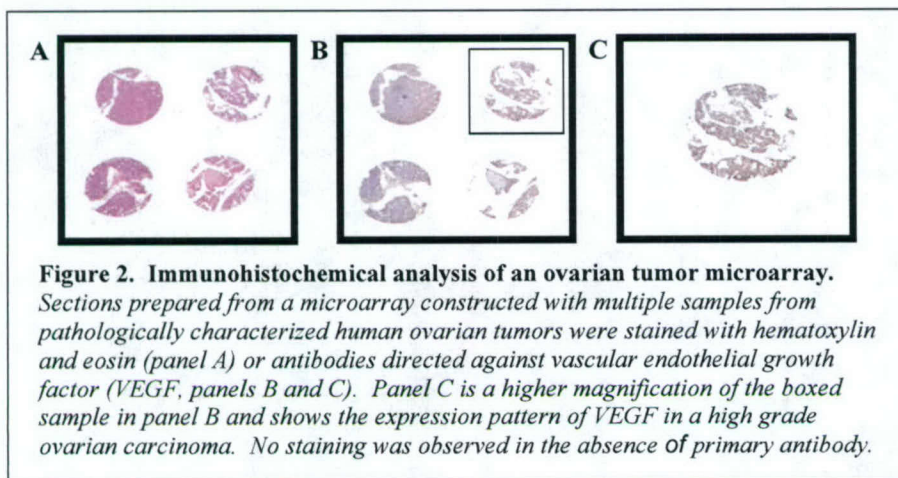 A B C
Figure 2. Immunohistochemical analysis of an ovarian tumor microarray.
Sections prepared from a microarray constructed with multiple samples from
pathologically characterized human ovarian tumors were stained with hematoxylin
and eosin (panel A) or antibodies directed against vascular endothelial growth
factor (VEGF, panels B and C). Panel C is a higher magnification of the boxed
sample in panel B and shows the expression pattern of VEGF in a high grade
ovarian carcinoma. No staining was observed in the absence of primary antibody.